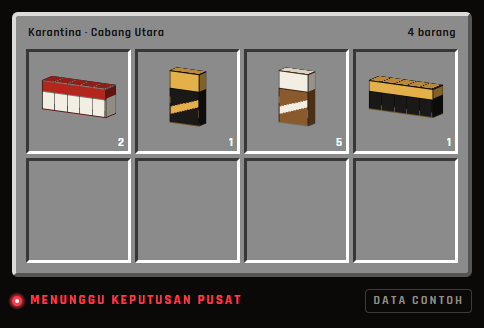 Karantina · Cabang Utara
4 barang
2
1
5
1
MENUNGGU KEPUTUSAN PUSAT
DATA CONTOH